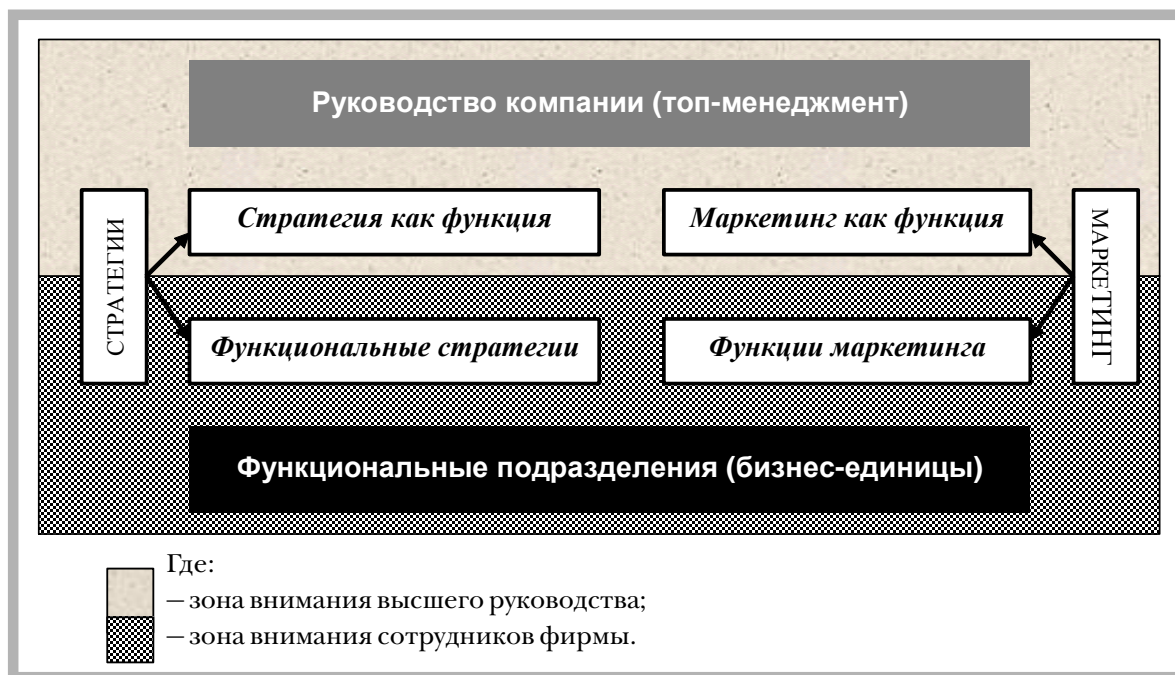 Руководство компании (топ-менеджмент)
СТРАТЕГИИ
Стратегия как функция
Маркетинг как функция
МАРКЕТИНГ
Функциональные стратегии
Функции маркетинга
Функциональные подразделения (бизнес-единицы)
Где:
– зона внимания высшего руководства;
– зона внимания сотрудников фирмы.